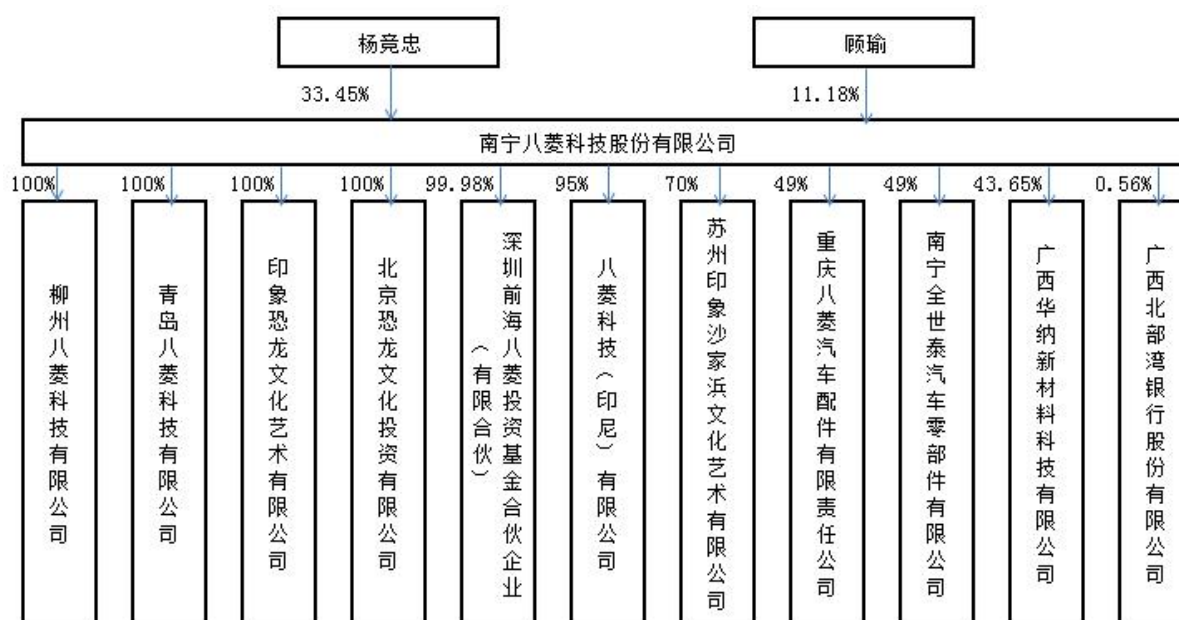 杨竞忠
顾瑜
33.45%
11.18%
南宁八菱科技股份有限公司
100%
100%
100%
100%
99.98%
95%
70%
49%
49%
43.65%
0.56%
柳州八菱科技有限公司
青岛八菱科技有限公司
印象恐龙文化艺术有限公司
北京恐龙文化投资有限公司
深圳前海八菱投资基金合伙企业
（有限合伙）
八菱科技（印尼）有限公司
苏州印象沙家浜文化艺术有限公司
重庆八菱汽车配件有限责任公司
南宁全世泰汽车零部件有限公司
广西华纳新材料科技有限公司
广西北部湾银行股份有限公司